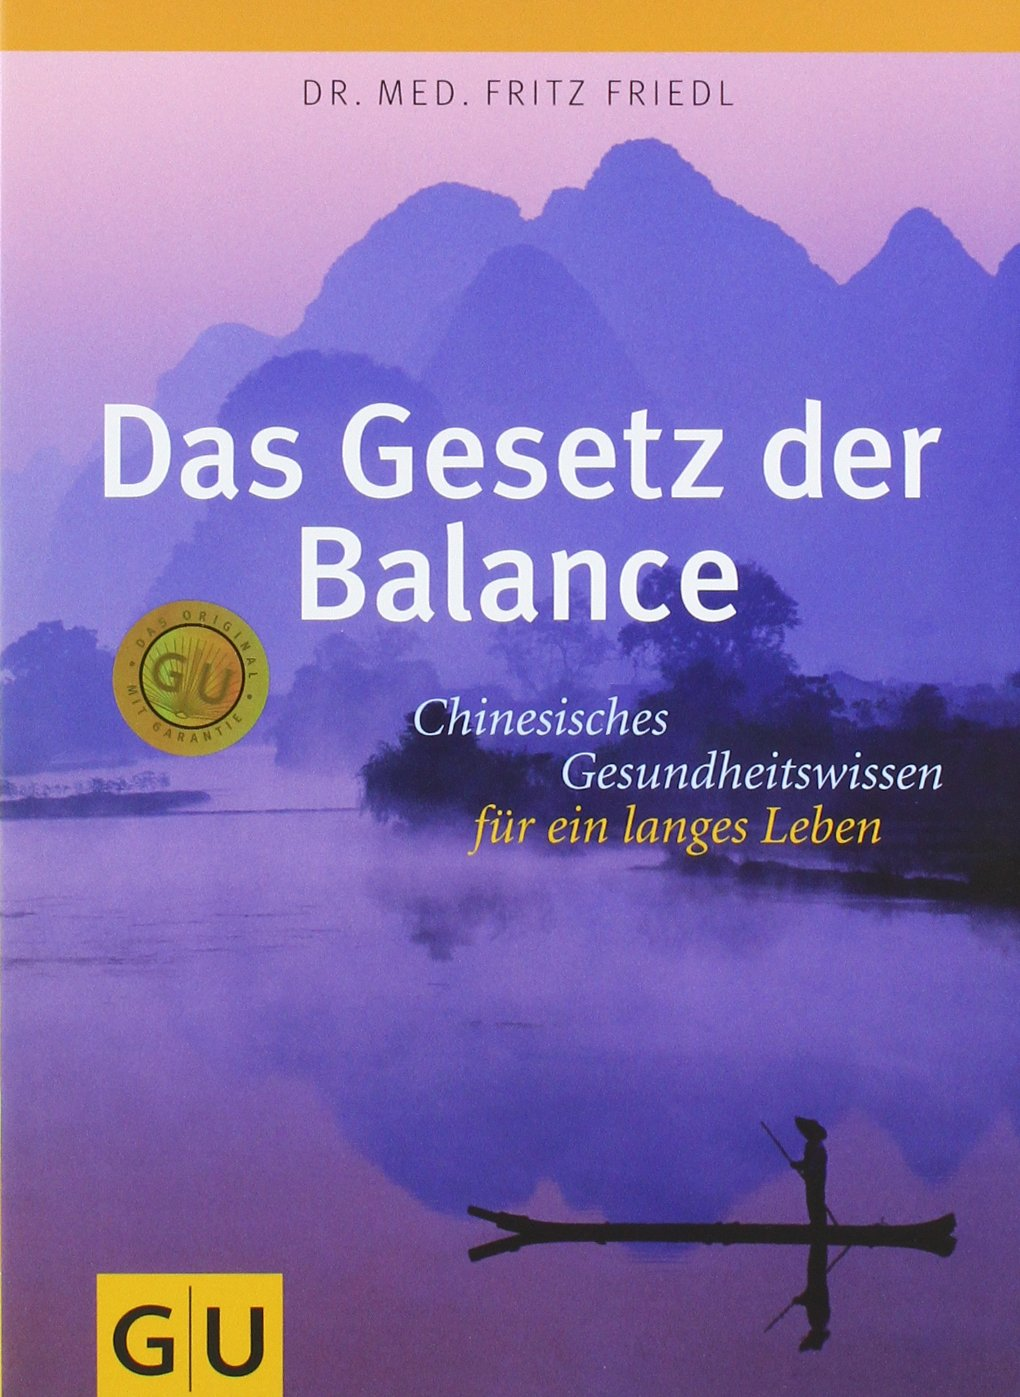 DR. MED. FRITZ FRIEDL
Das Gesetz der
Balance
DAS ORIGINAL
GU
MIT GARANTIE
Chinesisches
Gesundheitswissen
für ein langes Leben
GU